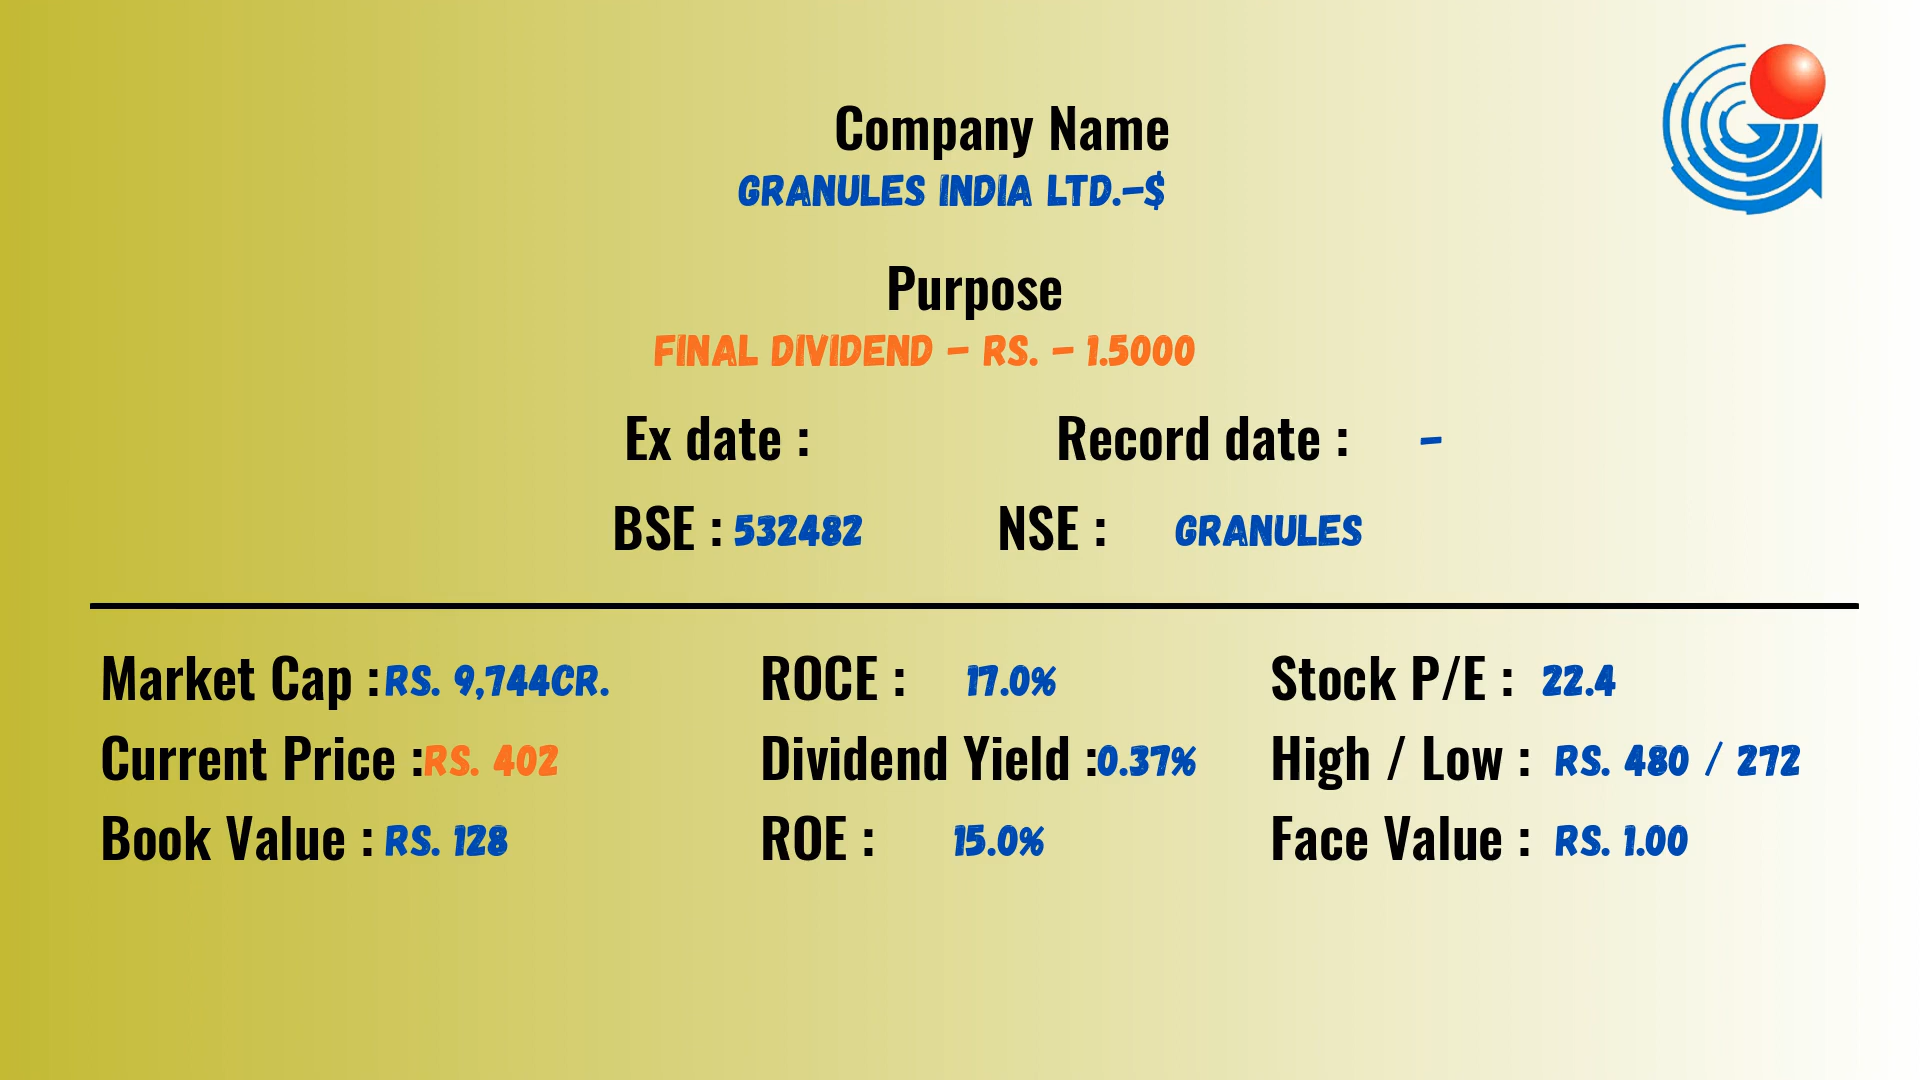 Company Name
GRANULES INDIA LTD.-$
Purpose
FINAL DIVIDEND - RS. - 1.5000
Ex date : Record date : -
BSE : 532482 NSE : GRANULES
Market Cap : RS. 9,744CR. ROCE : 17.0% Stock P/E : 22.4
Current Price : RS. 402 Dividend Yield : 0.37% High / Low : RS. 480 / 272
Book Value : RS. 128 ROE : 15.0% Face Value : RS. 1.00